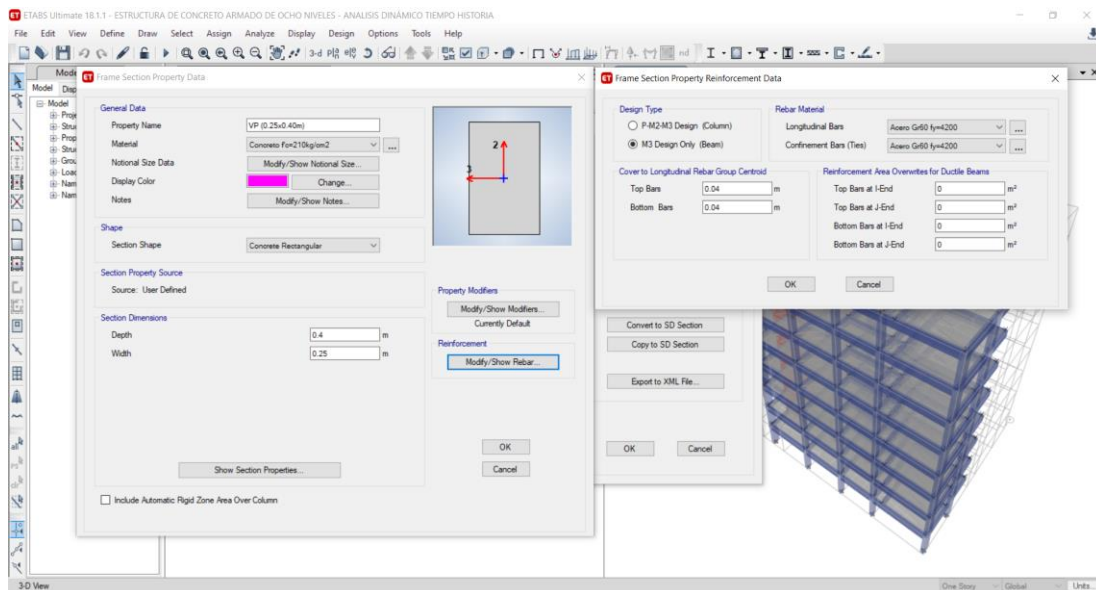 ETABS Ultimate 18.1.1 - ESTRUCTURA DE CONCRETO ARMADO DE OCHO NIVELES - ANALISIS DINÁMICO TIEMPO HISTORIA
File Edit View Define Draw Select Assign Analyze Display Design Options Tools Help
3-d
nd
Model
Model
Frame Section Property Data
General Data
Property Name VP (0.25x0.40m)
Material Concreto f'c=210kg/cm2 ...
Notional Size Data Modify/Show Notional Size...
Display Color Change...
Notes Modify/Show Notes...
Shape
Section Shape Concrete Rectangular
Section Property Source
Source: User Defined
Section Dimensions
Depth 0.4 m
Width 0.25 m
2
3
Property Modifiers
Modify/Show Modifiers...
Currently Default
Reinforcement
Modify/Show Rebar...
OK
Cancel
Show Section Properties...
Include Automatic Rigid Zone Area Over Column
Frame Section Property Reinforcement Data
Design Type
P-M2-M3 Design (Column)
M3 Design Only (Beam)
Rebar Material
Longitudinal Bars Acero Gr60 fy=4200 ...
Confinement Bars (Ties) Acero Gr60 fy=4200 ...
Cover to Longitudinal Rebar Group Centroid
Top Bars 0.04 m
Bottom Bars 0.04 m
Reinforcement Area Overwrites for Ductile Beams
Top Bars at I-End 0 m²
Top Bars at J-End 0 m²
Bottom Bars at I-End 0 m²
Bottom Bars at J-End 0 m²
OK Cancel
Convert to SD Section
Copy to SD Section
Export to XML File...
OK Cancel
3-D View
One Story Global Units...